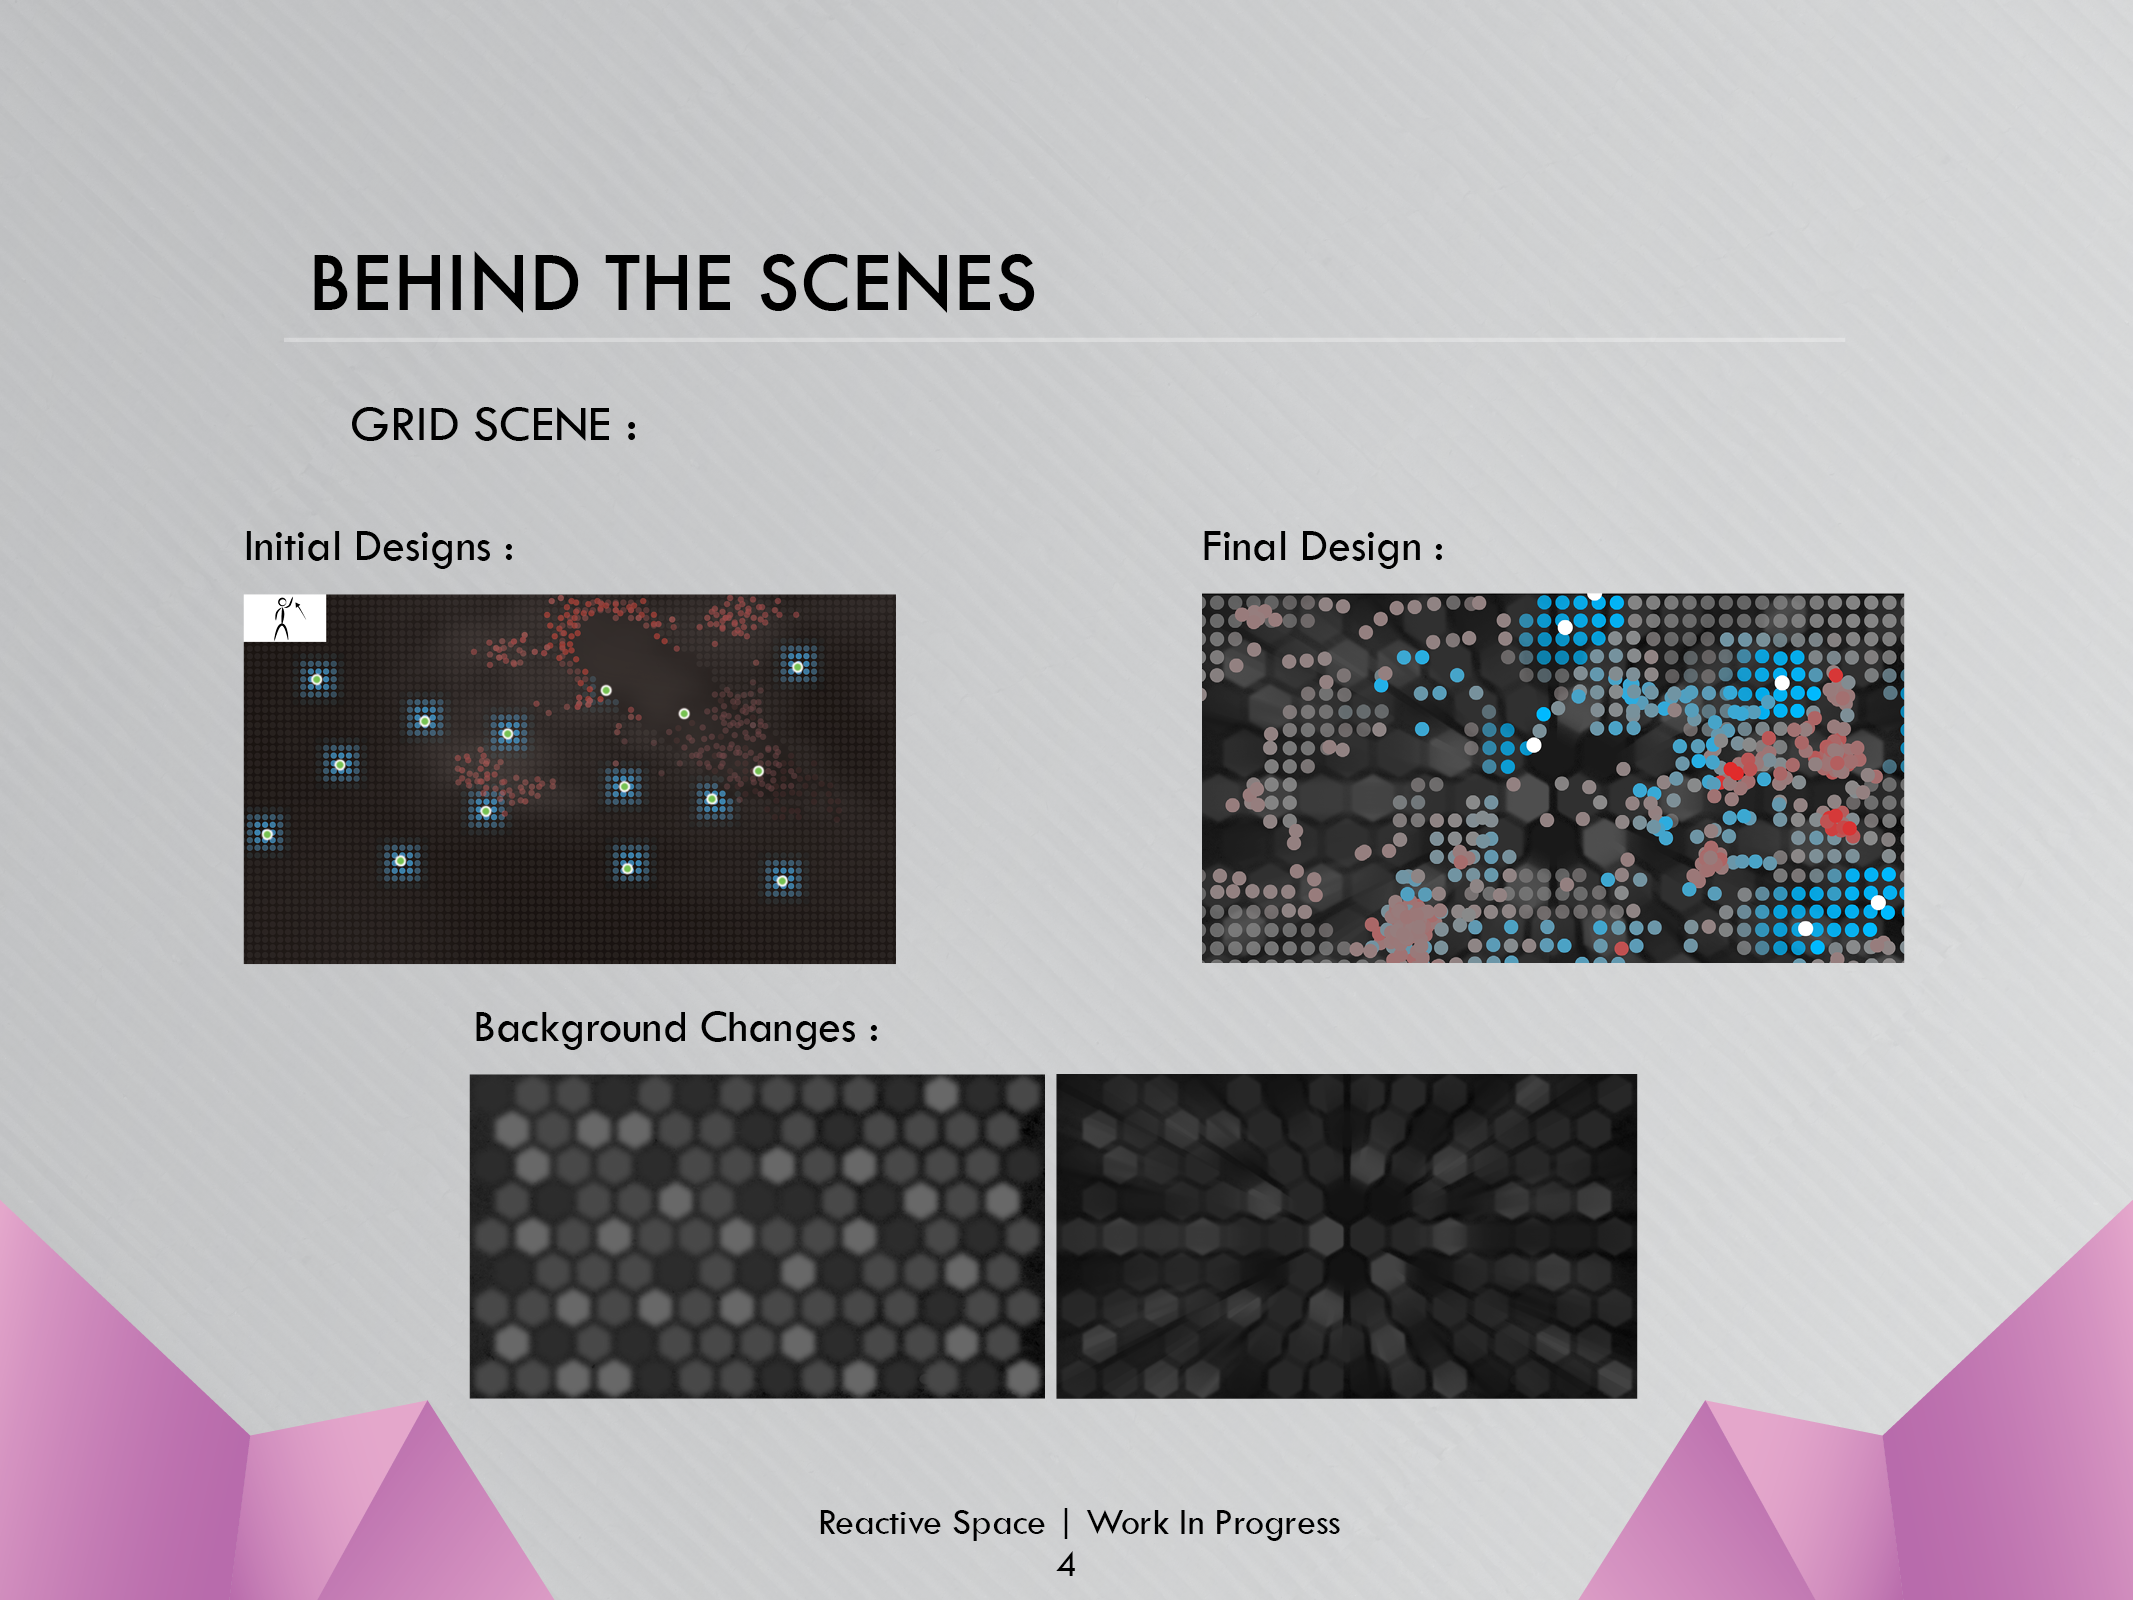 BEHIND THE SCENES
GRID SCENE :
Initial Designs :
Final Design :
Background Changes :
Reactive Space | Work In Progress
4